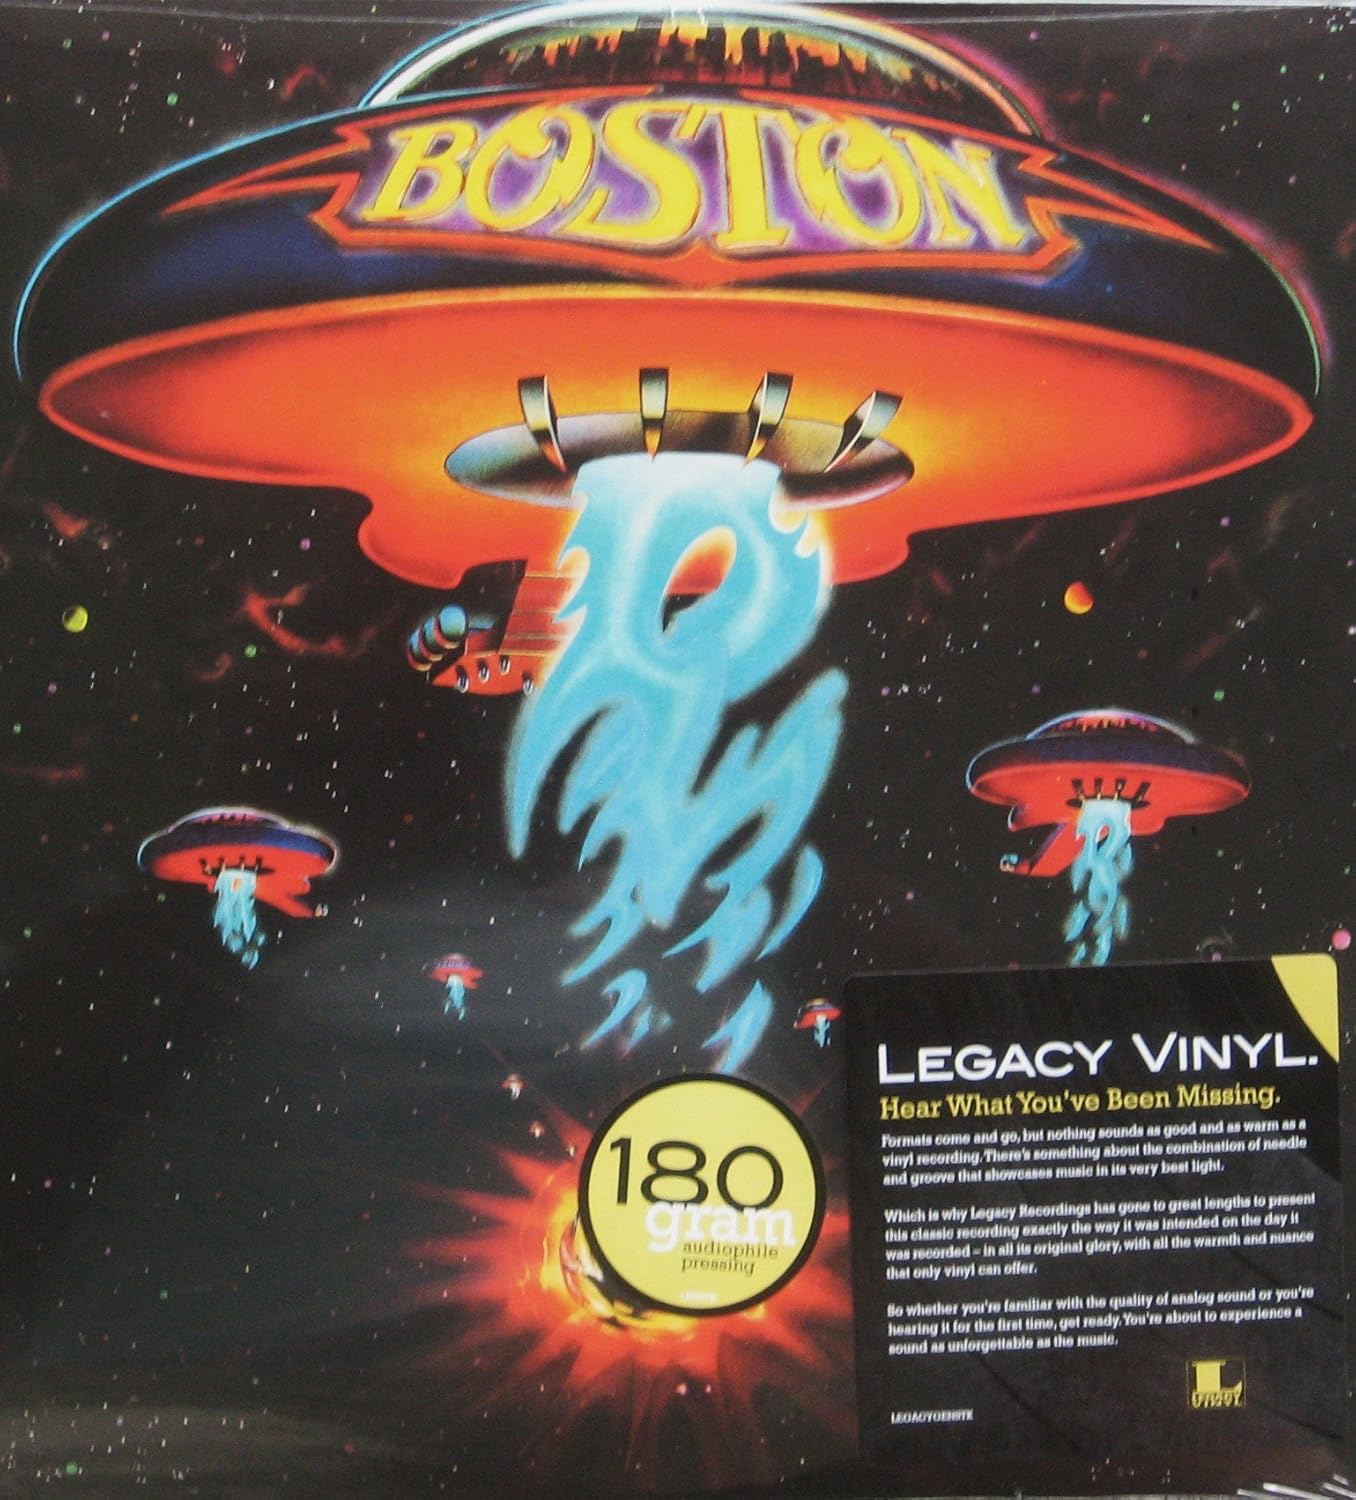 BOSTON
180
gram
audiophile
pressing
LEGACY VINYL.
Hear What You've Been Missing.
Formats come and go, but nothing sounds as good and as warm as a
vinyl recording. There's something about the combination of needle
and groove that showcases music in its very best light.
Which is why Legacy Recordings has gone to great lengths to present
this classic recording exactly the way it was intended on the day it
was recorded – in all its original glory, with all the warmth and nuance
that only vinyl can offer.
So whether you're familiar with the quality of analog sound or you're
hearing it for the first time, get ready. You're about to experience a
sound as unforgettable as the music.
L
LEGACY
LEGACYGENSTK